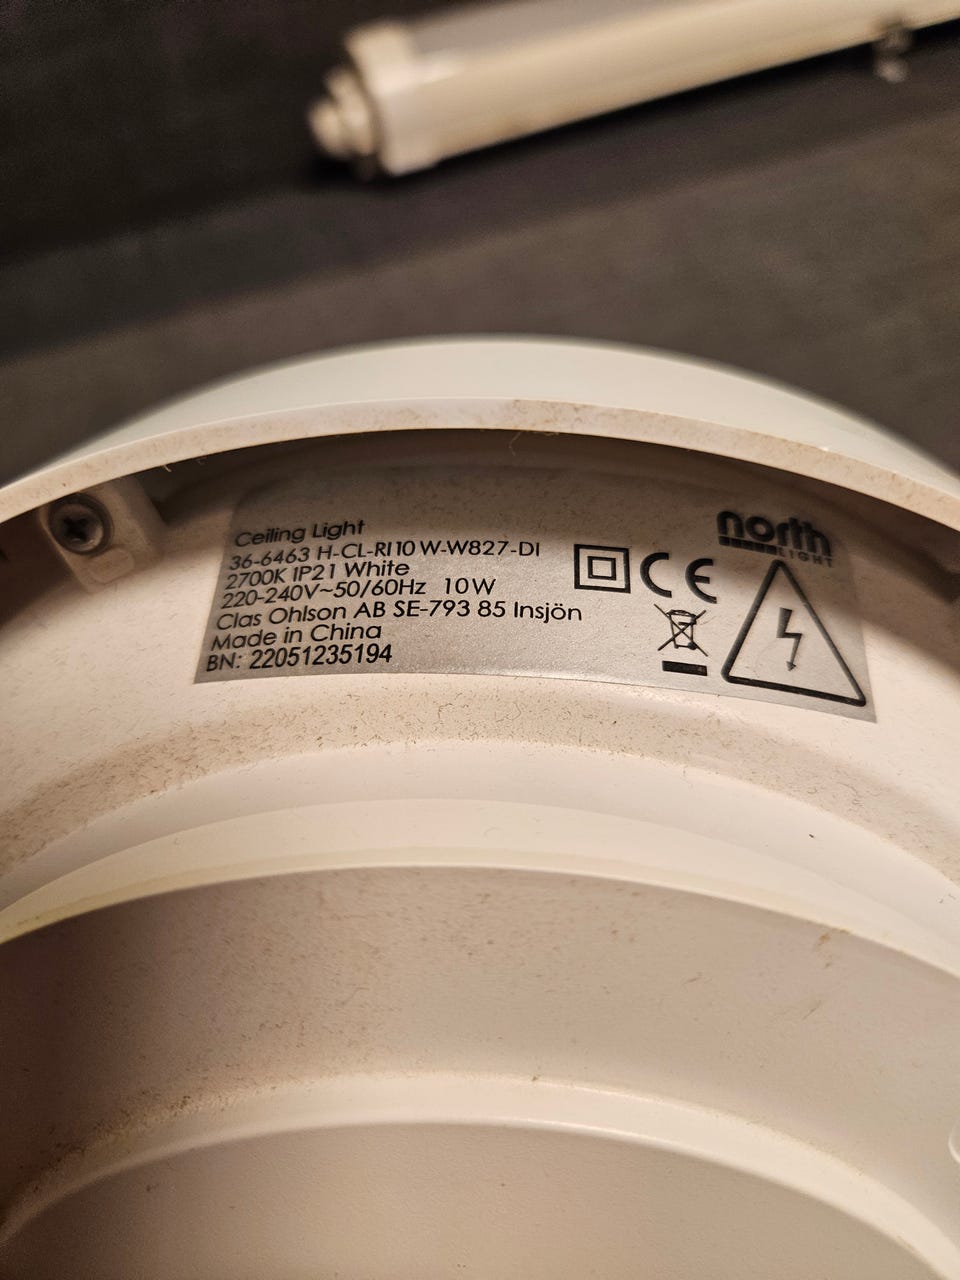 Ceiling Light
36-6463 H-CL-RI10W-W827-DI
2700K IP21 White
220-240V~50/60Hz 10W
Clas Ohlson AB SE-793 85 Insjön
Made in China
BN: 22051235194
CE
north
LIGHT